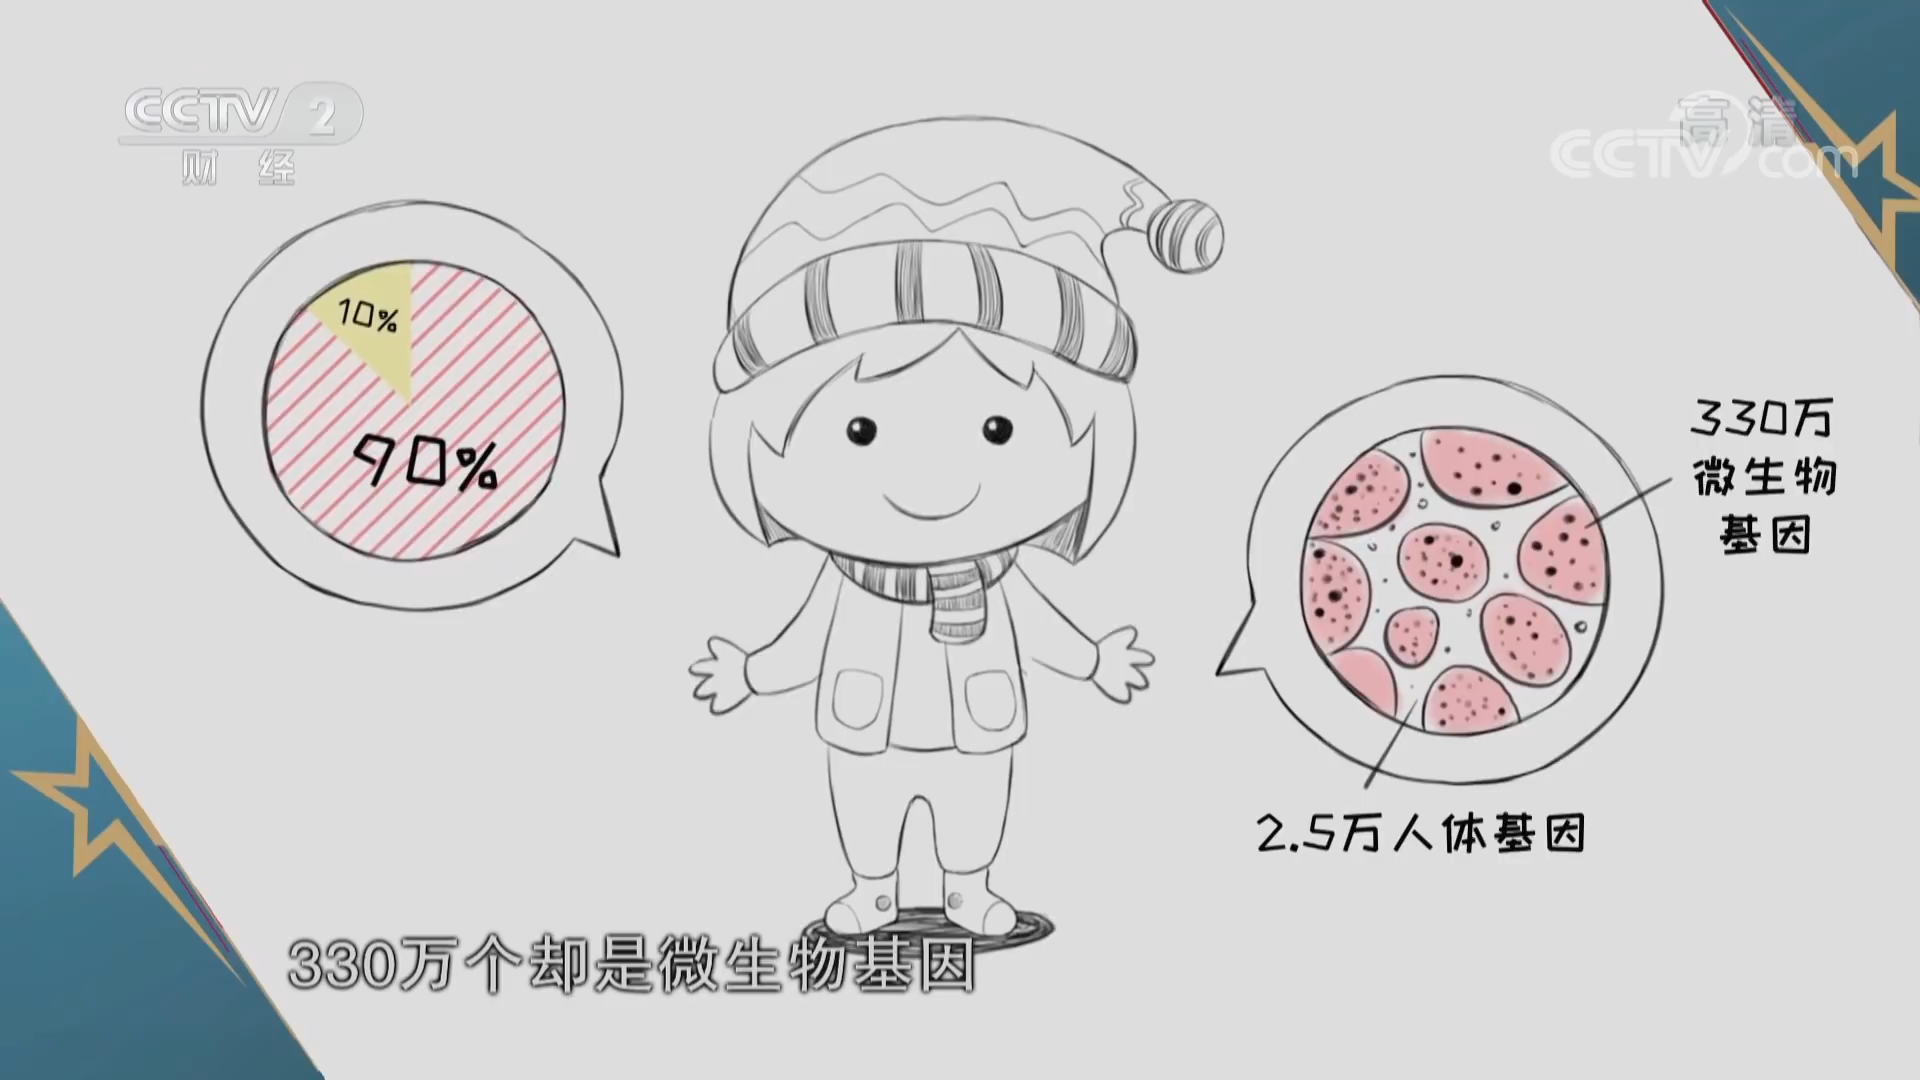 CCTV 2
财 经
高清
CCTV.com
10%
90%
330万
微生物
基因
2.5万人体基因
330万个却是微生物基因